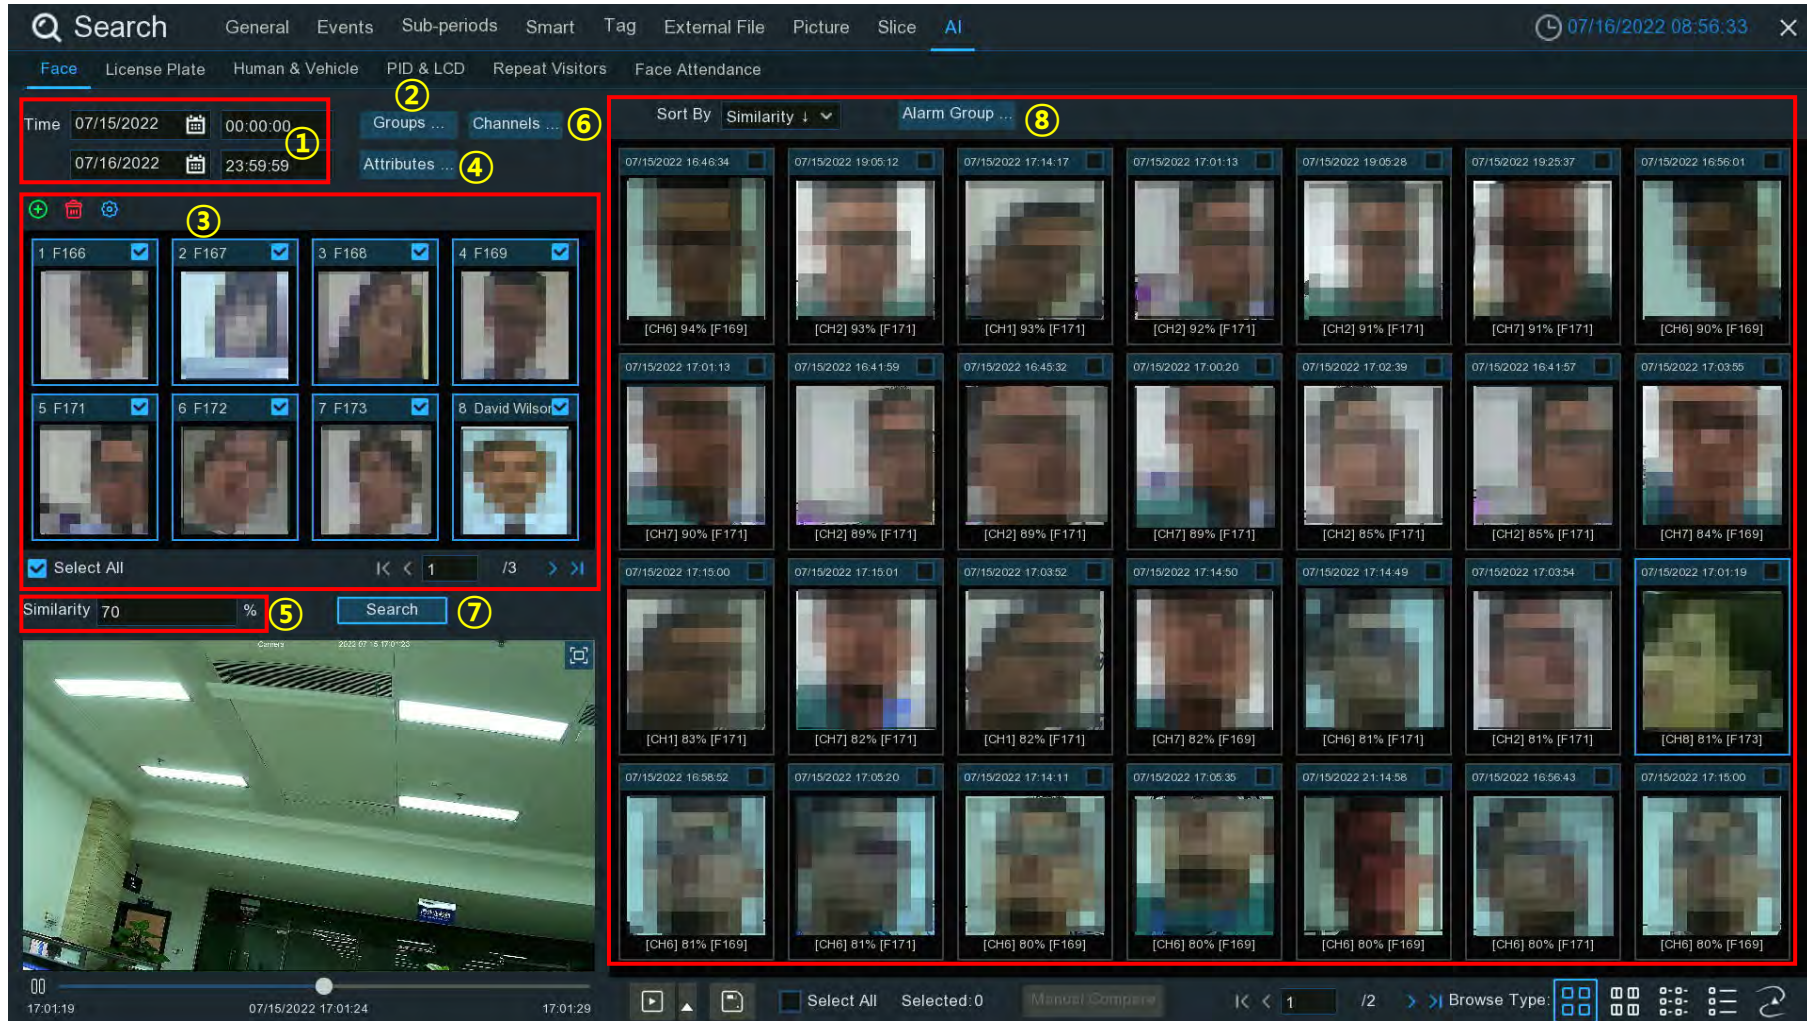 Search General Events Sub-periods Smart Tag External File Picture Slice AI 07/16/2022 08:56:33
Face License Plate Human & Vehicle PID & LCD Repeat Visitors Face Attendance
Time 07/15/2022 00:00:00 ① ② Groups ... Channels ... ⑥
07/16/2022 23:59:59 Attributes ... ④
③
1 F166 2 F167 3 F168 4 F169
5 F171 6 F172 7 F173 8 David Wilson
Select All 1 /3
Similarity 70 % ⑤ Search ⑦
Camera 2022 07 15 17:01:23
17:01:19 07/15/2022 17:01:24 17:01:29
Sort By Similarity ↓ Alarm Group ... ⑧
07/15/2022 16:46:34 07/15/2022 19:05:12 07/15/2022 17:14:17 07/15/2022 17:01:13 07/15/2022 19:05:28 07/15/2022 19:25:37 07/15/2022 16:56:01
[CH6] 94% [F169] [CH2] 93% [F171] [CH1] 93% [F171] [CH2] 92% [F171] [CH2] 91% [F171] [CH7] 91% [F171] [CH6] 90% [F169]
07/15/2022 17:01:13 07/15/2022 16:41:59 07/15/2022 16:45:32 07/15/2022 17:00:20 07/15/2022 17:02:39 07/15/2022 16:41:57 07/15/2022 17:03:55
[CH7] 90% [F171] [CH2] 89% [F171] [CH2] 89% [F171] [CH7] 89% [F171] [CH2] 85% [F171] [CH2] 85% [F171] [CH7] 84% [F169]
07/15/2022 17:15:00 07/15/2022 17:15:01 07/15/2022 17:03:52 07/15/2022 17:14:50 07/15/2022 17:14:49 07/15/2022 17:03:54 07/15/2022 17:01:19
[CH1] 83% [F171] [CH7] 82% [F171] [CH1] 82% [F171] [CH7] 82% [F169] [CH6] 81% [F171] [CH2] 81% [F171] [CH8] 81% [F173]
07/15/2022 16:58:52 07/15/2022 17:05:20 07/15/2022 17:14:11 07/15/2022 17:05:35 07/15/2022 21:14:58 07/15/2022 16:56:43 07/15/2022 17:15:00
[CH6] 81% [F169] [CH6] 81% [F171] [CH6] 80% [F169] [CH6] 80% [F169] [CH6] 80% [F169] [CH6] 80% [F171] [CH6] 80% [F169]
Select All Selected:0 Manual Compare 1 /2 Browse Type: